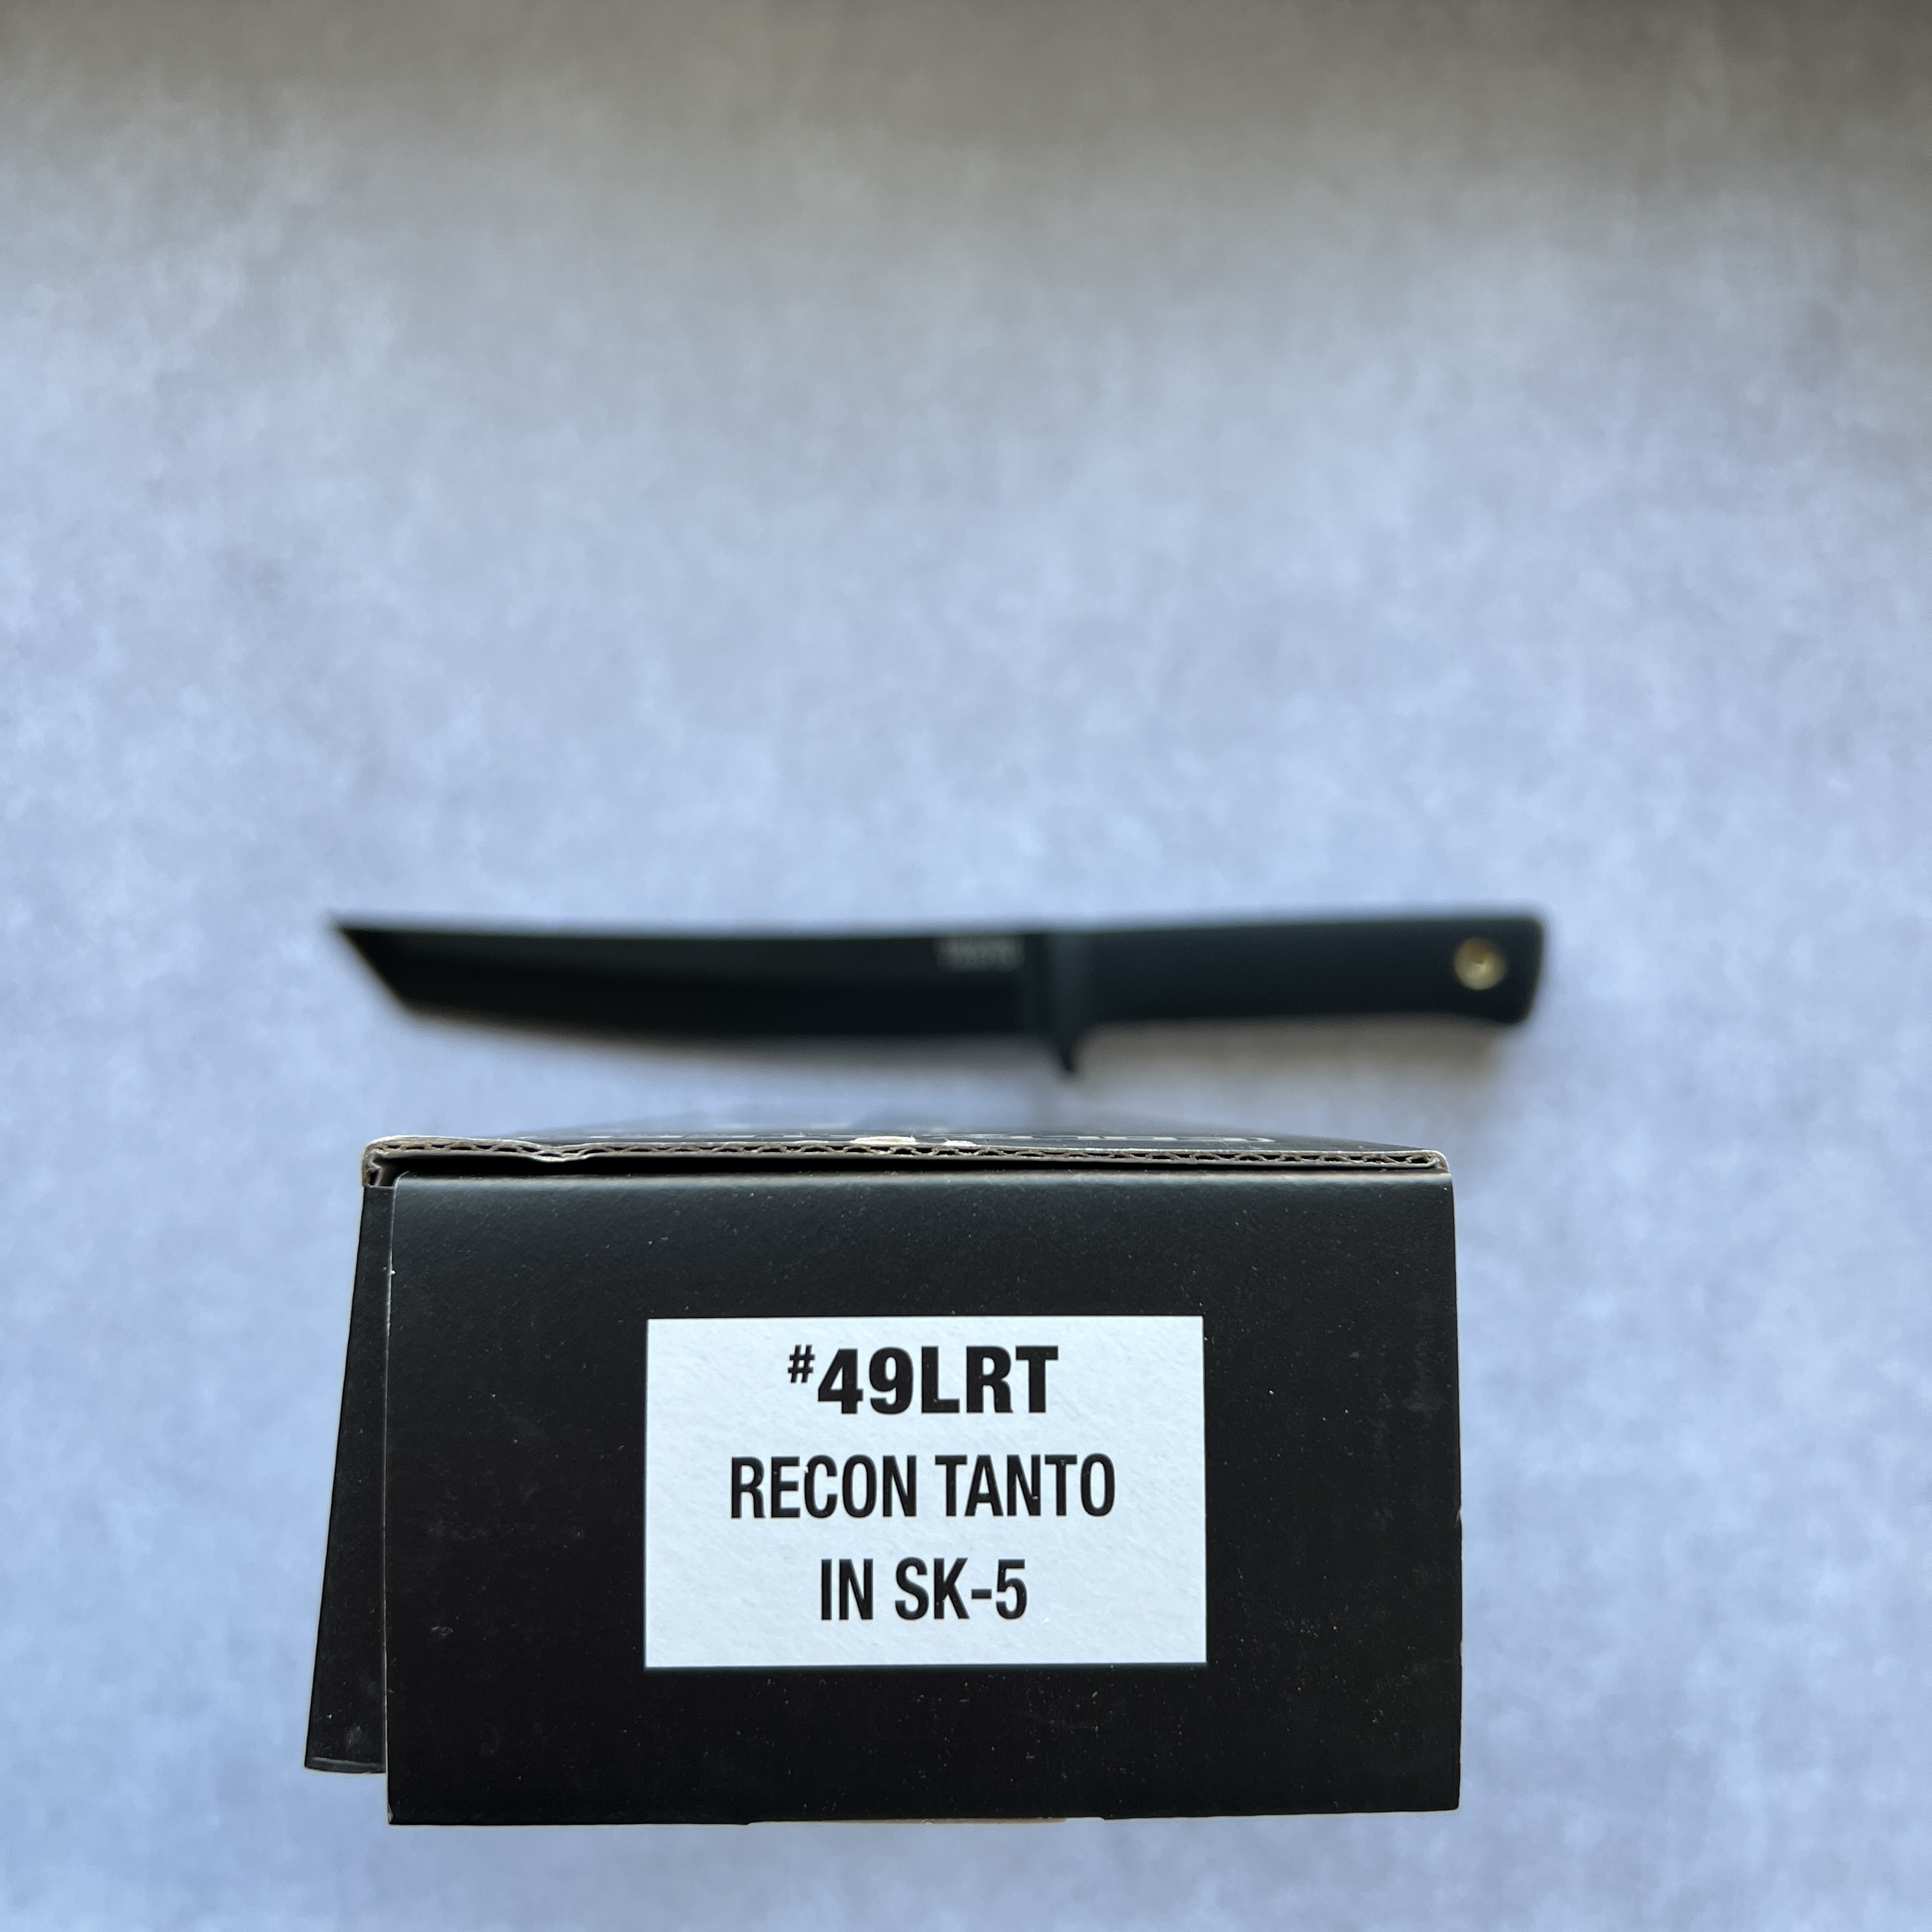 #49LRT
RECON TANTO
IN SK-5